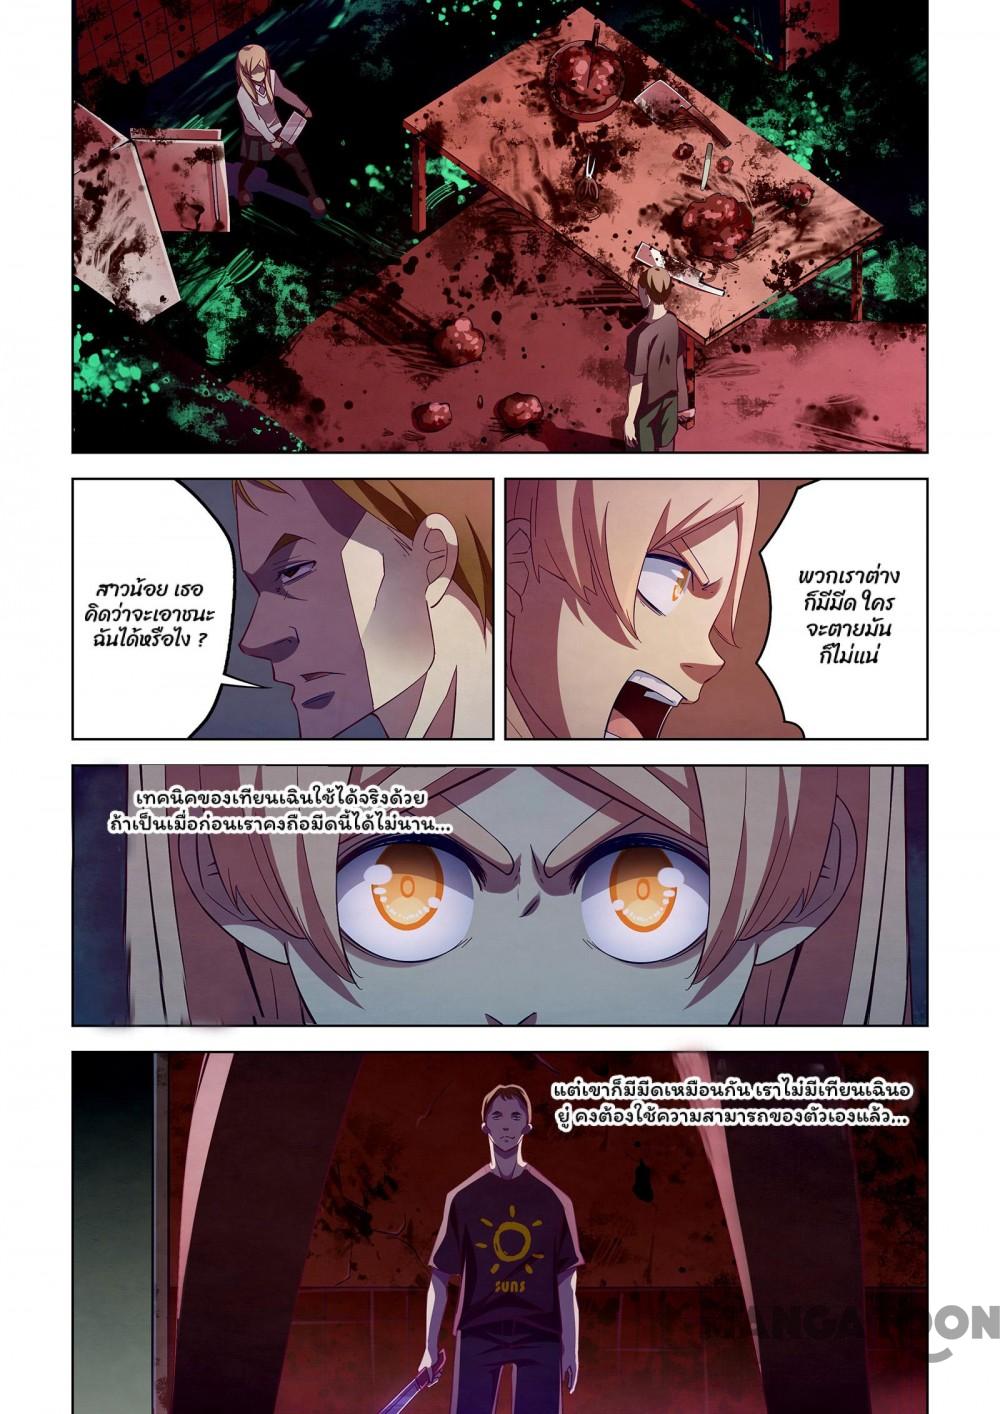 สาวน้อย เธอ
คิดว่าจะเอาชนะ
ฉันได้หรือไง ?
พวกเราต่าง
ก็มีมีด ใคร
จะตายมัน
ก็ไม่แน่
เทคนิคของเทียนเฉินใช้ได้จริงด้วย
ถ้าเป็นเมื่อก่อนเราคงถือมีดนี้ได้ไม่นาน...
แต่เขาก็มีมีดเหมือนกัน เราไม่มีเทียนเฉินอ
ยู่ คงต้องใช้ความสามารถของตัวเองแล้ว...
SUNS
MANGATOON